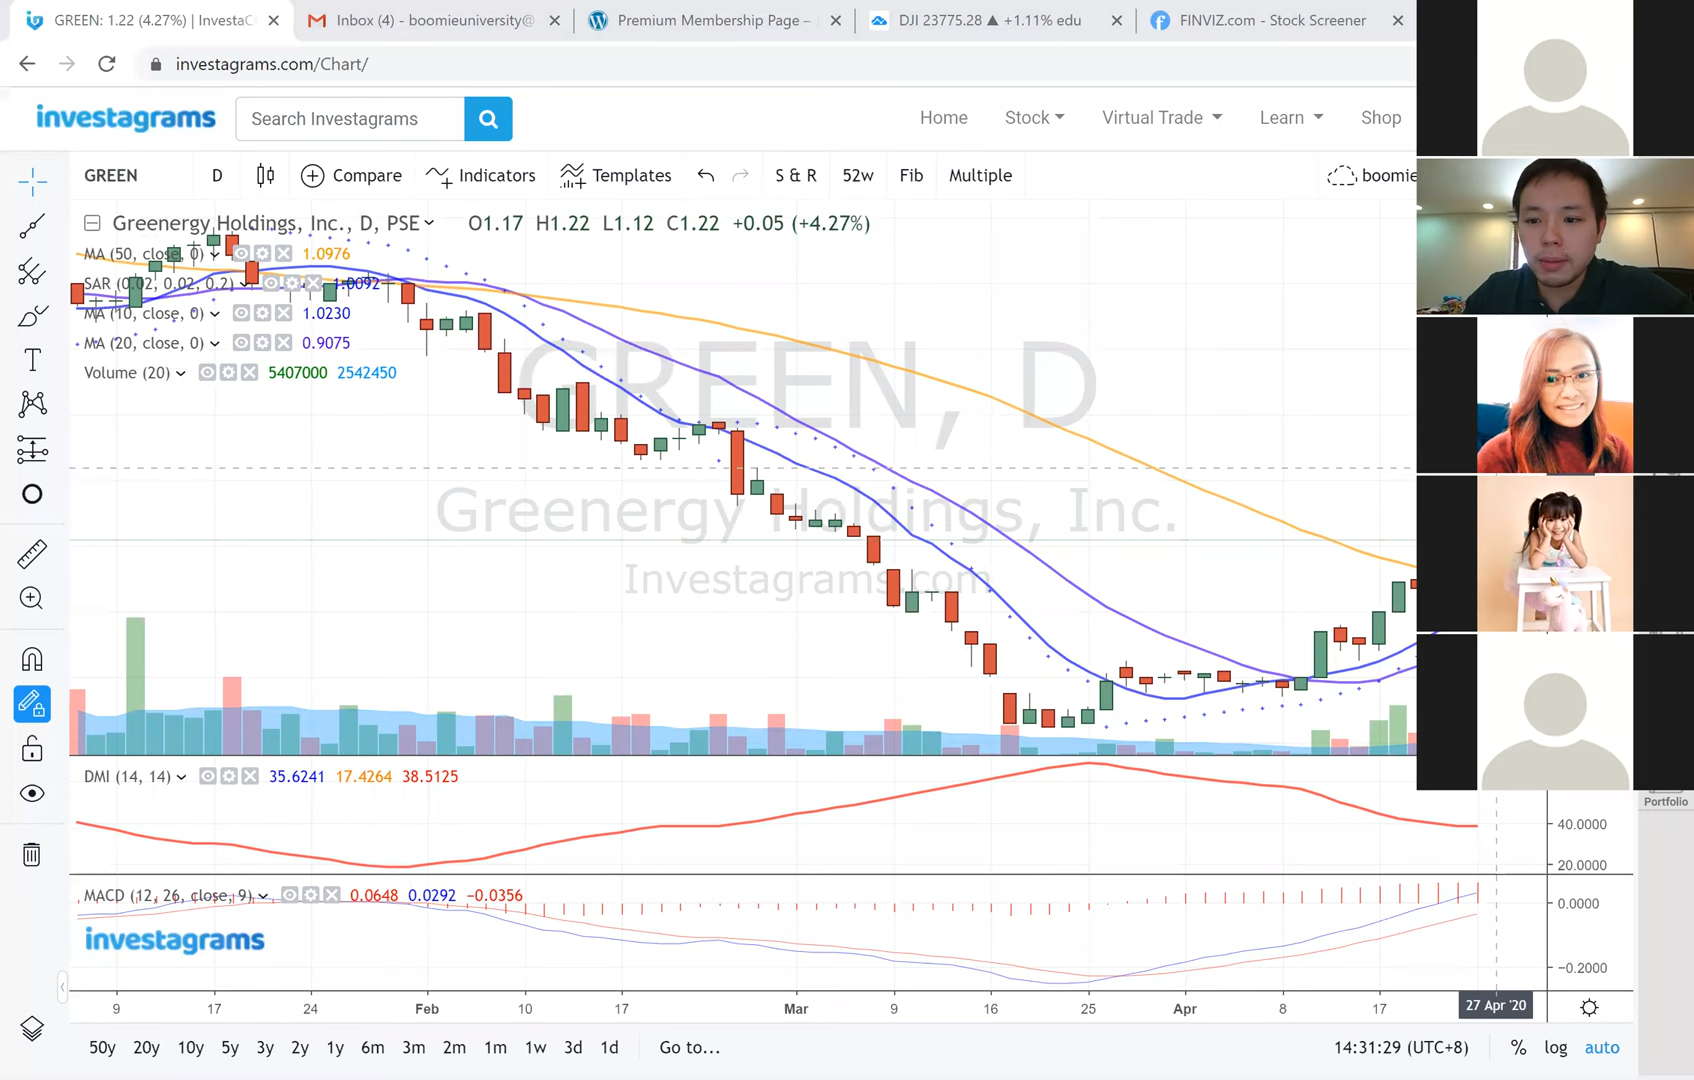 GREEN: 1.22 (4.27%) | InvestaC
Inbox (4) - boomieuniversity@
Premium Membership Page –
DJI 23775.28 ▲ +1.11% edu
FINVIZ.com - Stock Screener
investagrams.com/Chart/
investagrams
Search Investagrams
Home
Stock
Virtual Trade
Learn
Shop
GREEN
D
Compare
Indicators
Templates
S & R
52w
Fib
Multiple
boomie
Greenergy Holdings, Inc., D, PSE
O1.17 H1.22 L1.12 C1.22 +0.05 (+4.27%)
MA (50, close, 0) 1.0976
SAR (0.02, 0.02, 0.2) 1.0092
MA (10, close, 0) 1.0230
MA (20, close, 0) 0.9075
Volume (20) 5407000 2542450
GREEN, D
Greenergy Holdings, Inc.
Investagrams.com
DMI (14, 14) 35.6241 17.4264 38.5125
Portfolio
40.0000
20.0000
MACD (12, 26, close, 9) 0.0648 0.0292 −0.0356
0.0000
investagrams
−0.2000
9 17 24 Feb 10 17 Mar 9 16 25 Apr 8 17 27 Apr '20
50y 20y 10y 5y 3y 2y 1y 6m 3m 2m 1m 1w 3d 1d Go to...
14:31:29 (UTC+8) % log auto